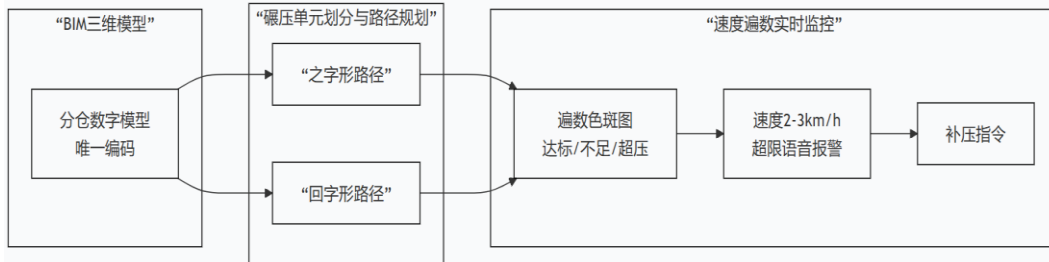 “BIM三维模型”
分仓数字模型
唯一编码
“碾压单元划分与路径规划”
“之字形路径”
“回字形路径”
“速度遍数实时监控”
遍数色斑图
达标/不足/超压
速度2-3km/h
超限语音报警
补压指令